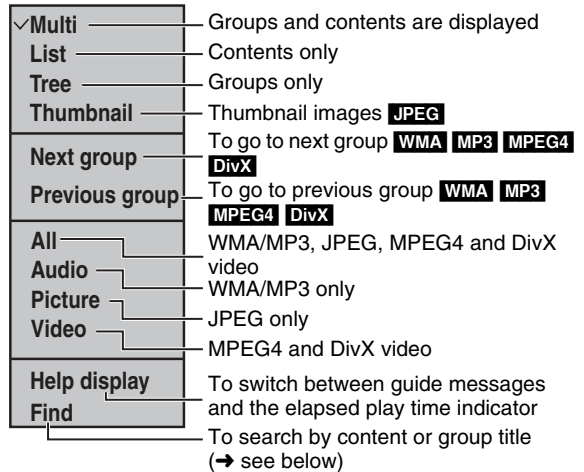 ✓Multi
Groups and contents are displayed
List
Contents only
Tree
Groups only
Thumbnail
Thumbnail images JPEG
Next group
To go to next group WMA MP3 MPEG4
DivX
Previous group
To go to previous group WMA MP3
MPEG4 DivX
All
WMA/MP3, JPEG, MPEG4 and DivX
video
Audio
WMA/MP3 only
Picture
JPEG only
Video
MPEG4 and DivX video
Help display
To switch between guide messages
and the elapsed play time indicator
Find
To search by content or group title
(➜ see below)